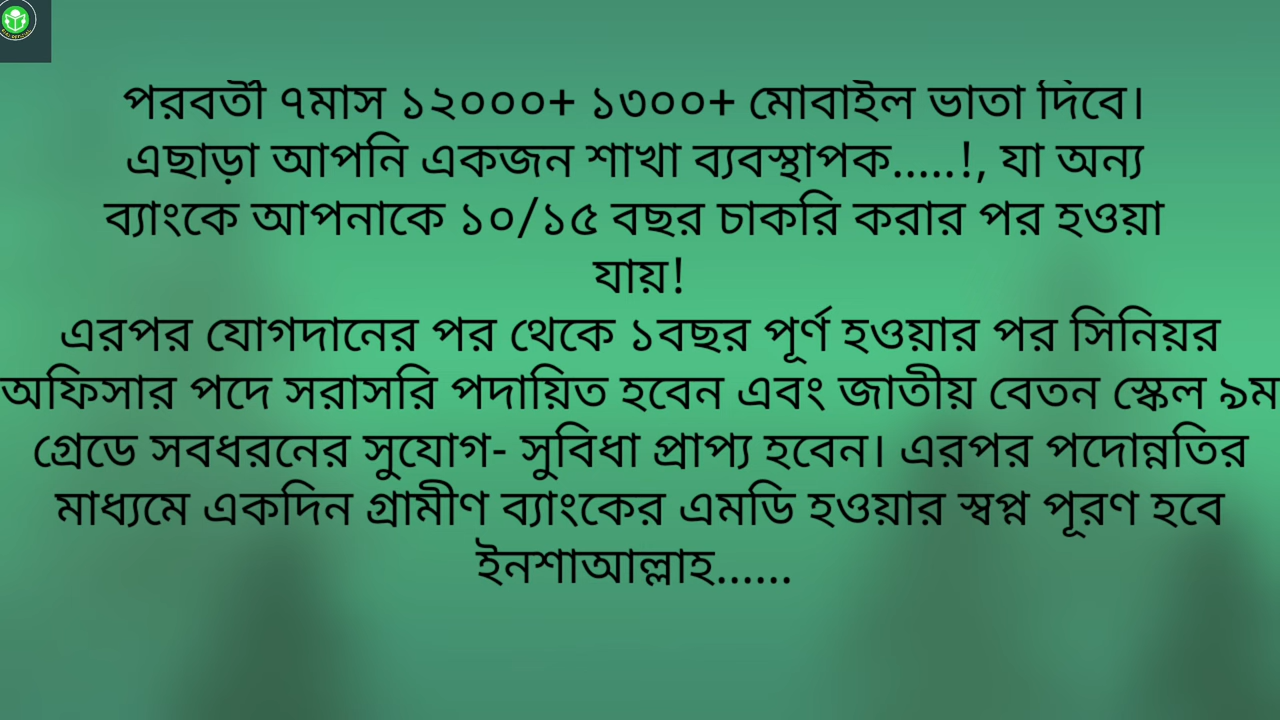 পরবর্তী ৭মাস ১২০০০+ ১৩০০+ মোবাইল ভাতা দিবে।
এছাড়া আপনি একজন শাখা ব্যবস্থাপক.....!, যা অন্য
ব্যাংকে আপনাকে ১০/১৫ বছর চাকরি করার পর হওয়া
যায়!
এরপর যোগদানের পর থেকে ১বছর পূর্ণ হওয়ার পর সিনিয়র
অফিসার পদে সরাসরি পদায়িত হবেন এবং জাতীয় বেতন স্কেল ৯ম
গ্রেডে সবধরনের সুযোগ- সুবিধা প্রাপ্য হবেন। এরপর পদোন্নতির
মাধ্যমে একদিন গ্রামীণ ব্যাংকের এমডি হওয়ার স্বপ্ন পূরণ হবে
ইনশাআল্লাহ......